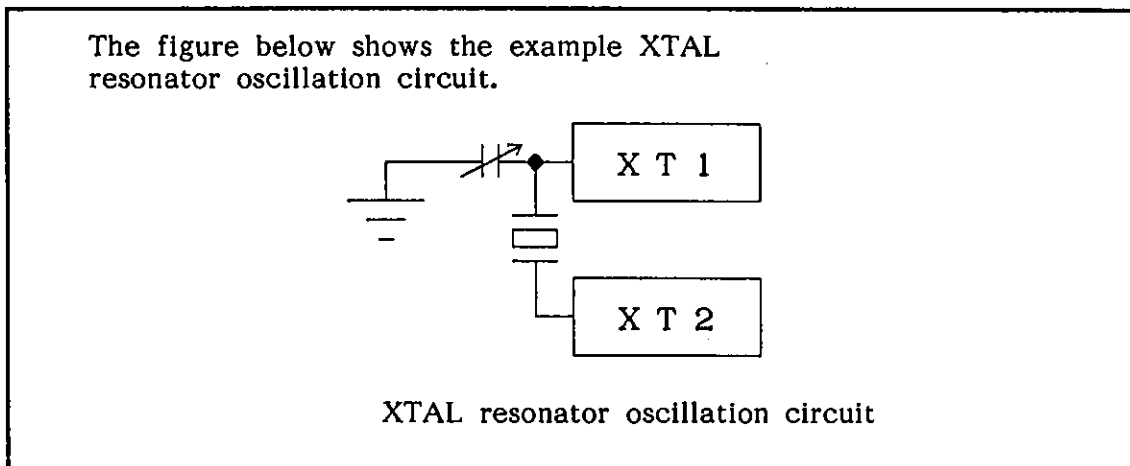 The figure below shows the example XTAL
resonator oscillation circuit.
X T 1
X T 2
XTAL resonator oscillation circuit